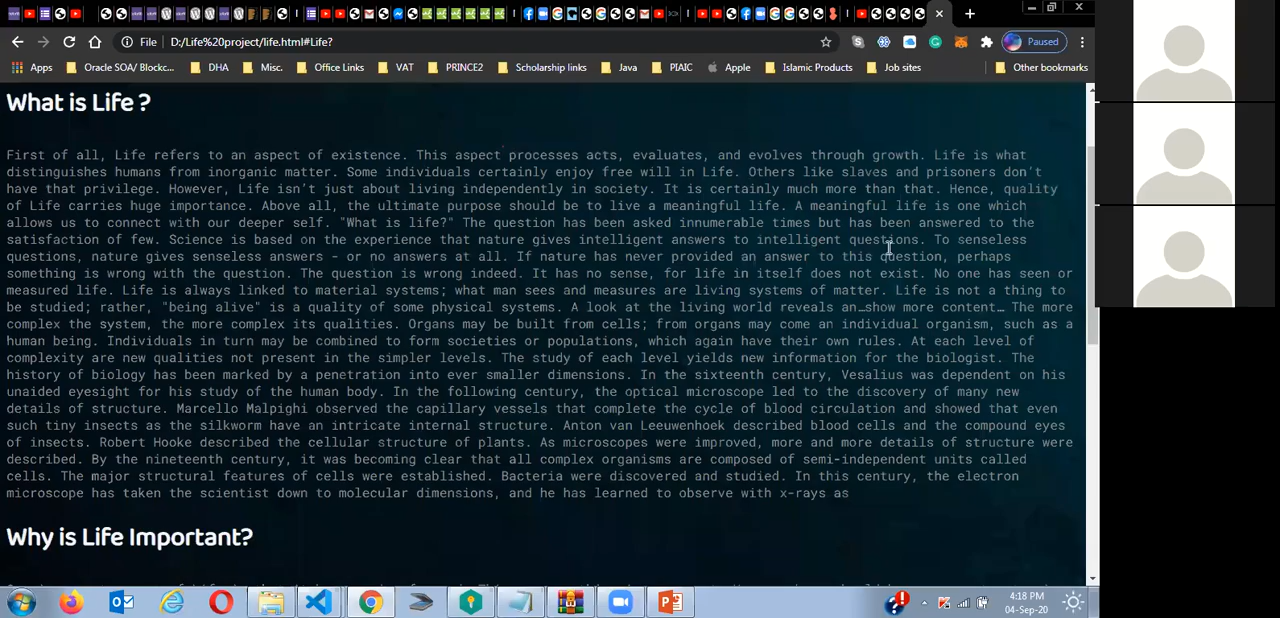 File
D:/Life%20project/life.html#Life?
Paused
Apps
Oracle SOA/ Blockc...
DHA
Misc.
Office Links
VAT
PRINCE2
Scholarship links
Java
PIAIC
Apple
Islamic Products
Job sites
Other bookmarks
What is Life ?
First of all, Life refers to an aspect of existence. This aspect processes acts, evaluates, and evolves through growth. Life is what
distinguishes humans from inorganic matter. Some individuals certainly enjoy free will in Life. Others like slaves and prisoners don’t
have that privilege. However, Life isn’t just about living independently in society. It is certainly much more than that. Hence, quality
of Life carries huge importance. Above all, the ultimate purpose should be to live a meaningful life. A meaningful life is one which
allows us to connect with our deeper self. "What is life?" The question has been asked innumerable times but has been answered to the
satisfaction of few. Science is based on the experience that nature gives intelligent answers to intelligent questions. To senseless
questions, nature gives senseless answers - or no answers at all. If nature has never provided an answer to this question, perhaps
something is wrong with the question. The question is wrong indeed. It has no sense, for life in itself does not exist. No one has seen or
measured life. Life is always linked to material systems; what man sees and measures are living systems of matter. Life is not a thing to
be studied; rather, "being alive" is a quality of some physical systems. A look at the living world reveals an…show more content… The more
complex the system, the more complex its qualities. Organs may be built from cells; from organs may come an individual organism, such as a
human being. Individuals in turn may be combined to form societies or populations, which again have their own rules. At each level of
complexity are new qualities not present in the simpler levels. The study of each level yields new information for the biologist. The
history of biology has been marked by a penetration into ever smaller dimensions. In the sixteenth century, Vesalius was dependent on his
unaided eyesight for his study of the human body. In the following century, the optical microscope led to the discovery of many new
details of structure. Marcello Malpighi observed the capillary vessels that complete the cycle of blood circulation and showed that even
such tiny insects as the silkworm have an intricate internal structure. Anton van Leeuwenhoek described blood cells and the compound eyes
of insects. Robert Hooke described the cellular structure of plants. As microscopes were improved, more and more details of structure were
described. By the nineteenth century, it was becoming clear that all complex organisms are composed of semi-independent units called
cells. The major structural features of cells were established. Bacteria were discovered and studied. In this century, the electron
microscope has taken the scientist down to molecular dimensions, and he has learned to observe with x-rays as
Why is Life Important?
4:18 PM
04-Sep-20